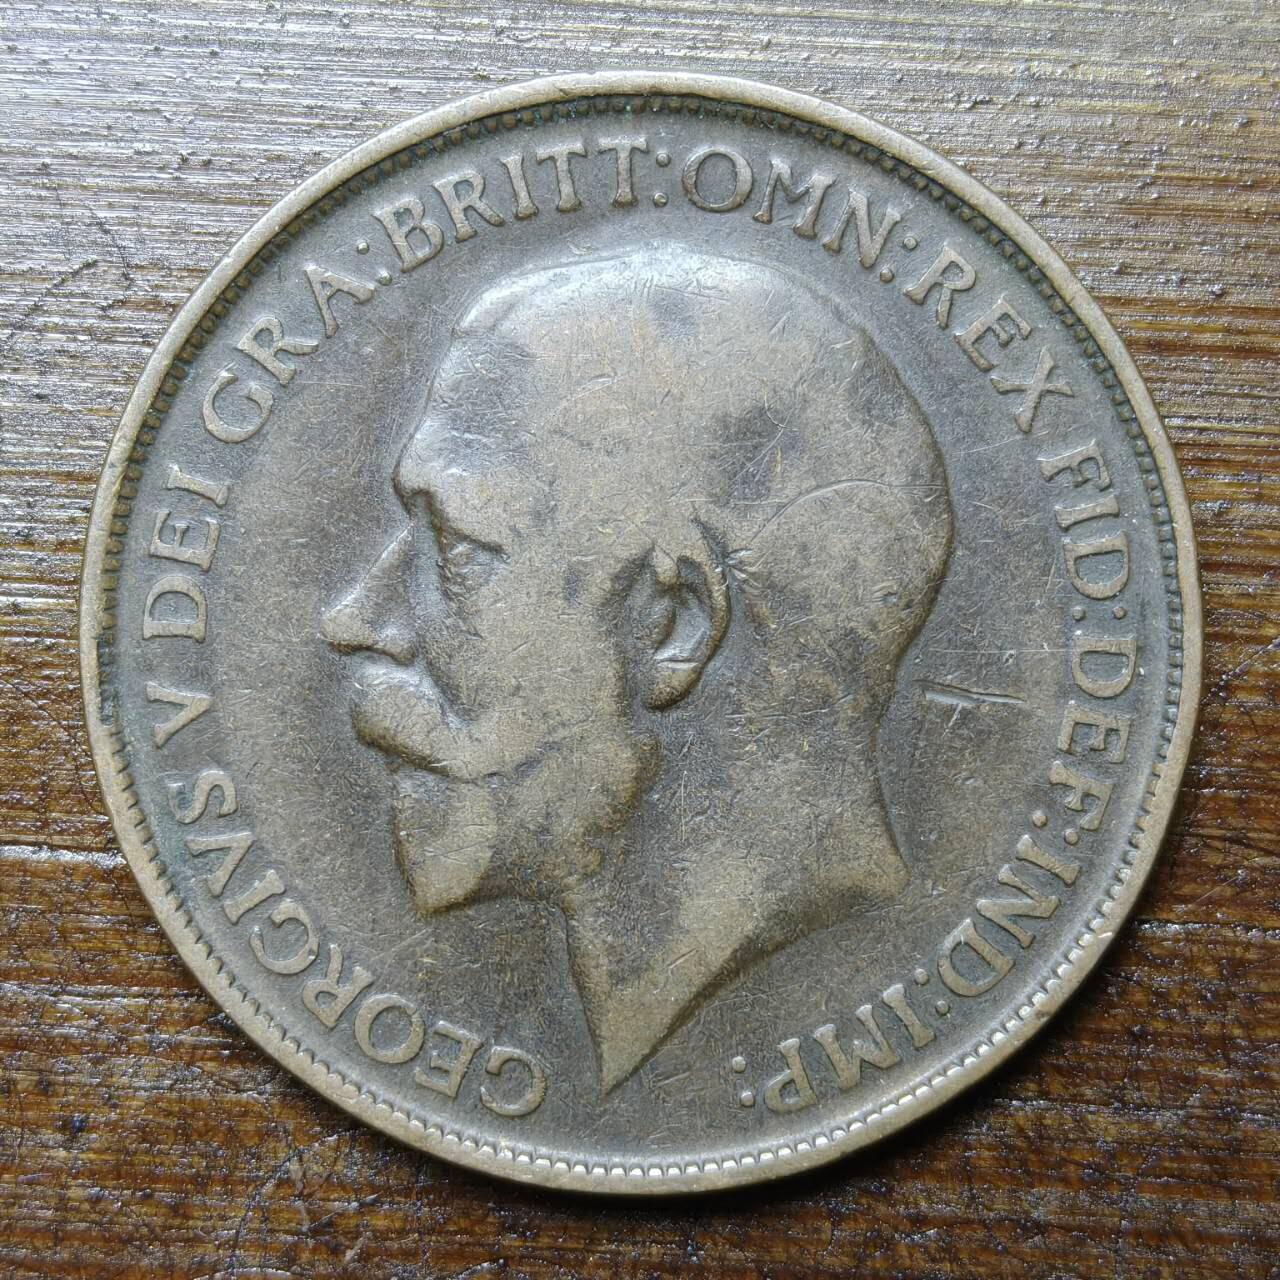 GEORGIVS V DEI GRA: BRITT: OMN: REX FID: DEF: IND: IMP: